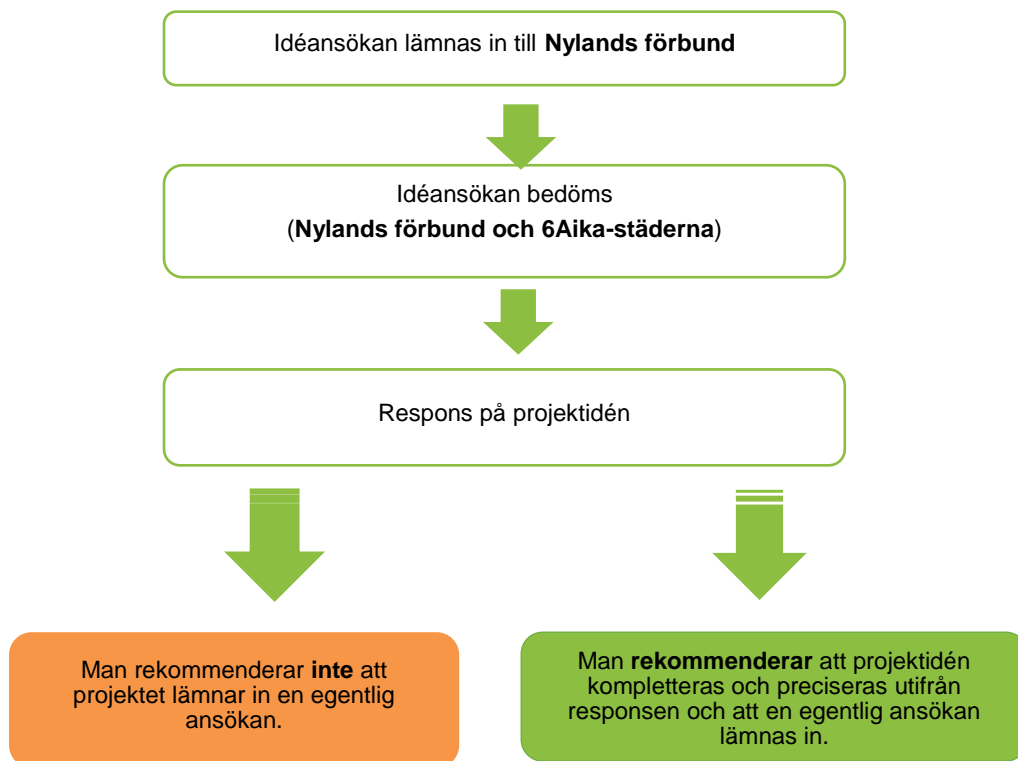 Idéansökan lämnas in till Nylands förbund
Idéansökan bedöms
(Nylands förbund och 6Aika-städerna)
Respons på projektidén
Man rekommenderar inte att
projektet lämnar in en egentlig
ansökan.
Man rekommenderar att projektidén
kompletteras och preciseras utifrån
responsen och att en egentlig ansökan
lämnas in.